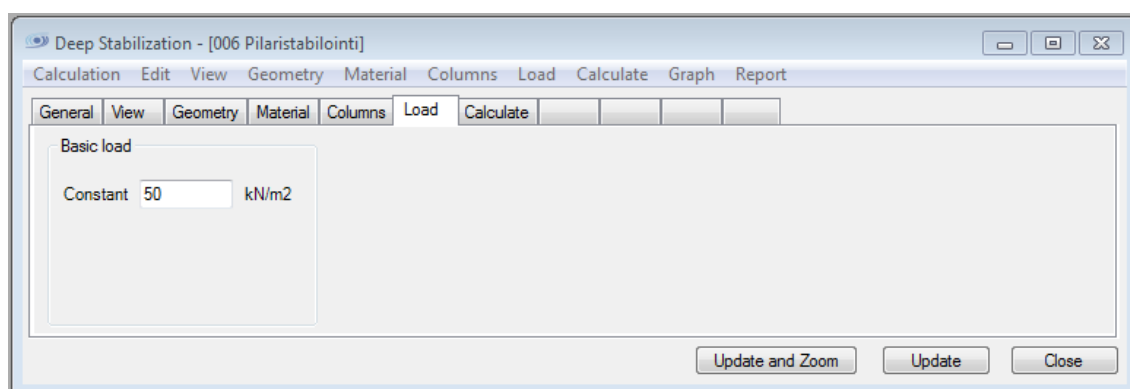 Deep Stabilization - [006 Pilaristabilointi]
Calculation Edit View Geometry Material Columns Load Calculate Graph Report
General View Geometry Material Columns Load Calculate
Basic load
Constant 50 kN/m2
Update and Zoom Update Close